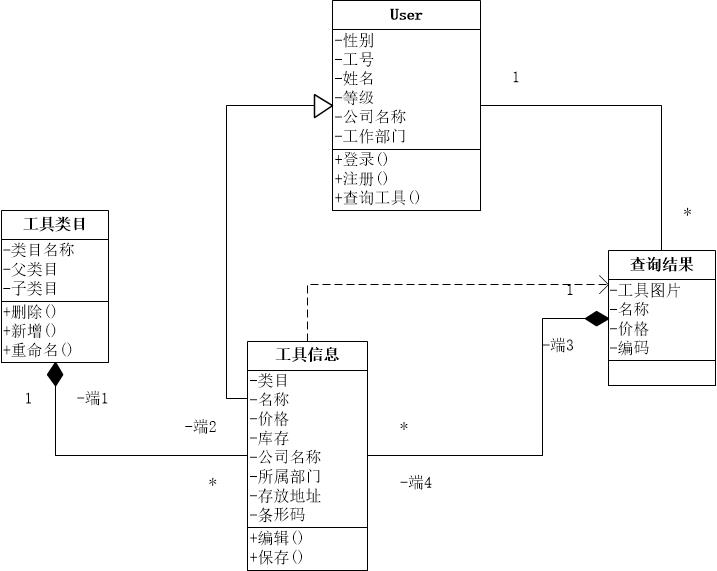 User
-性别
-工号
-姓名
-等级
-公司名称
-工作部门
+登录()
+注册()
+查询工具()
1
*
工具类目
-类目名称
-父类目
-子类目
+删除()
+新增()
+重命名()
查询结果
-工具图片
-名称
-价格
-编码
1
-端3
工具信息
-类目
-名称
-价格
-库存
-公司名称
-所属部门
-存放地址
-条形码
+编辑()
+保存()
1
-端1
-端2
*
*
-端4